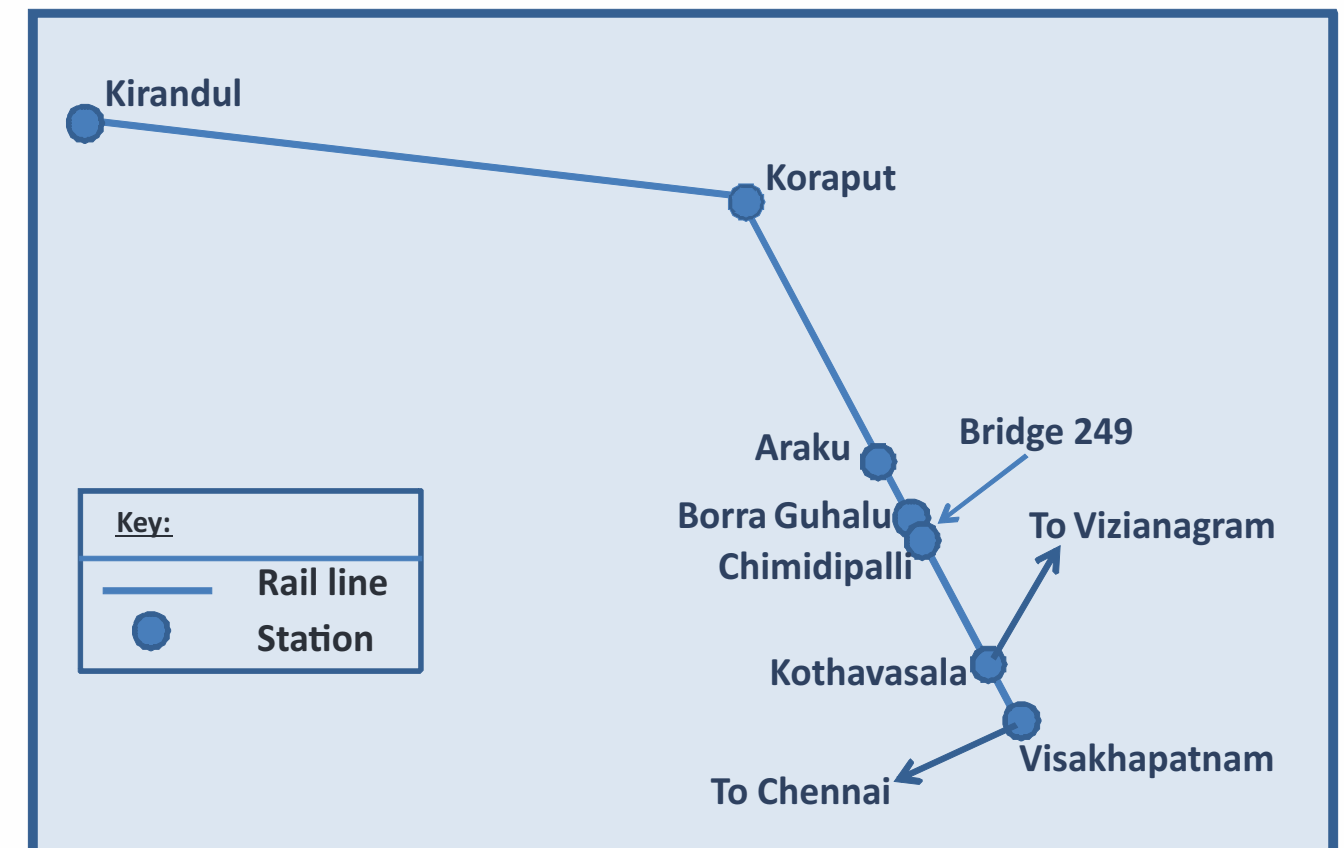 Kirandul
Koraput
Bridge 249
Araku
Borra Guhalu
To Vizianagram
Chimidipalli
Key:
Rail line
Station
Kothavasala
Visakhapatnam
To Chennai